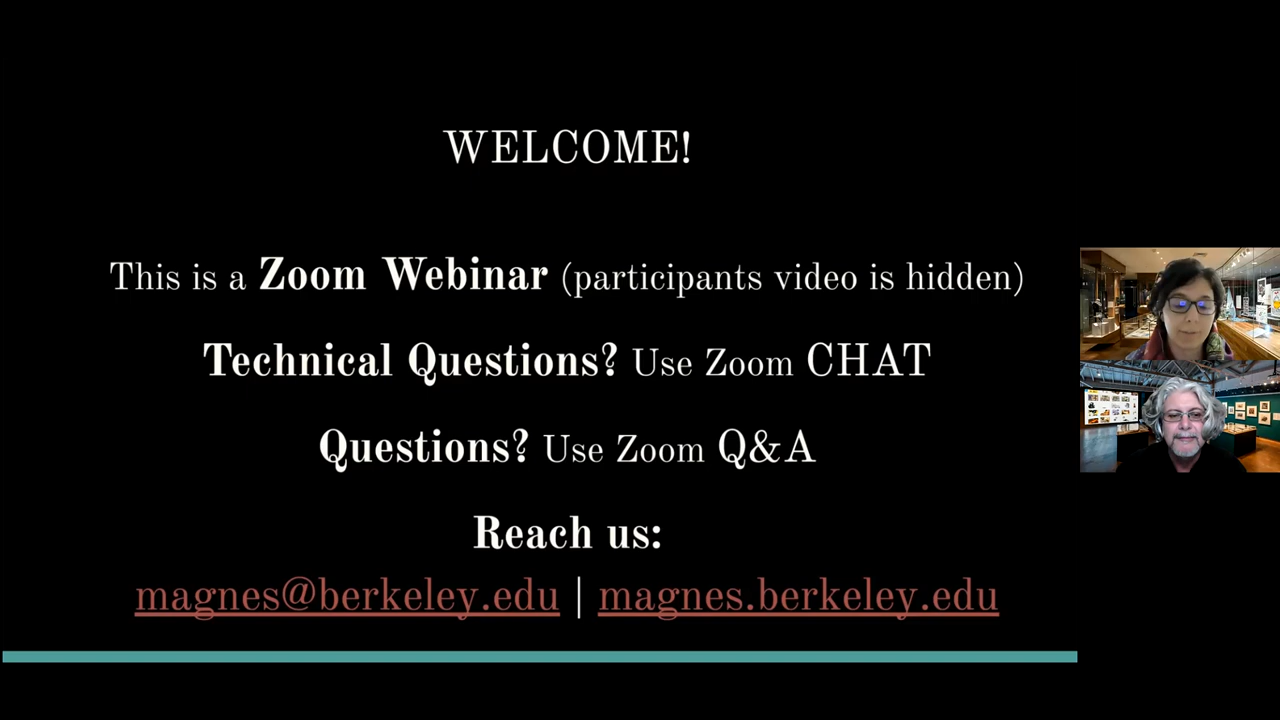 WELCOME!
This is a Zoom Webinar (participants video is hidden)
Technical Questions? Use Zoom CHAT
Questions? Use Zoom Q&A
Reach us:
magnes@berkeley.edu | magnes.berkeley.edu